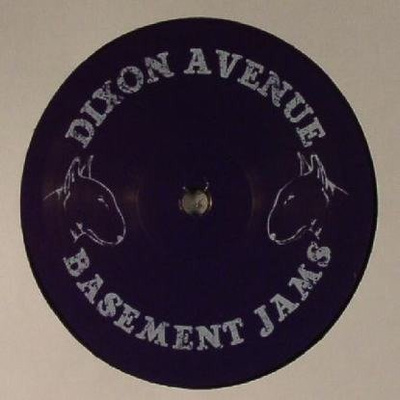 DIXON AVENUE
BASEMENT JAMS